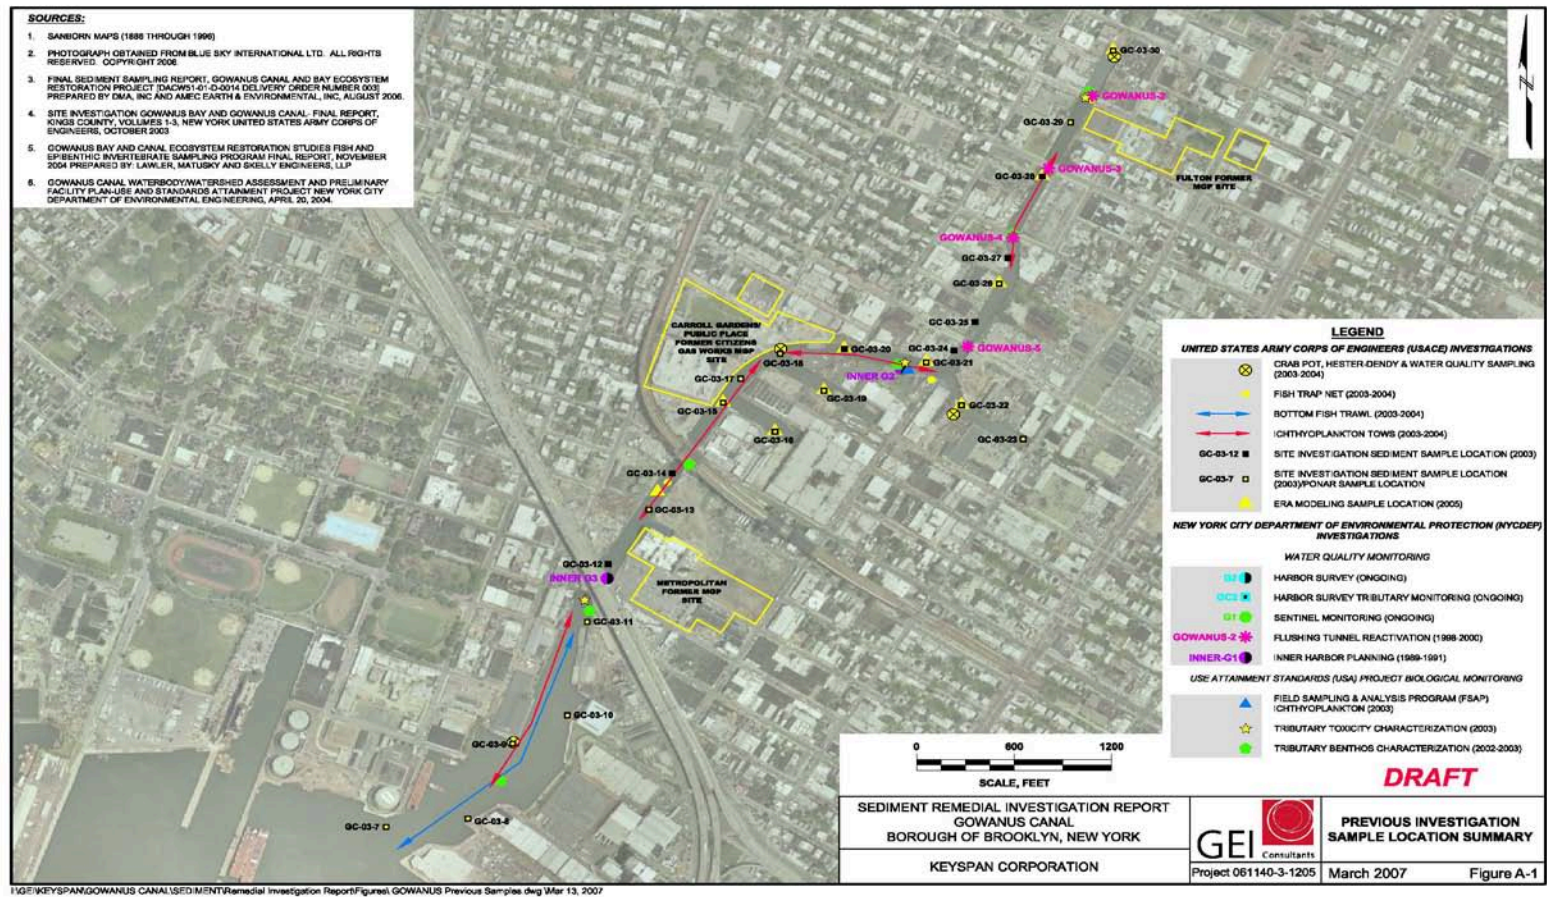 SOURCES:
1. SANBORN MAPS (1886 THROUGH 1996)
2. PHOTOGRAPH OBTAINED FROM BLUE SKY INTERNATIONAL LTD. ALL RIGHTS
RESERVED. COPYRIGHT 2006.
3. FINAL SEDIMENT SAMPLING REPORT, GOWANUS CANAL AND BAY ECOSYSTEM
RESTORATION PROJECT [DACW51-01-D-0014 DELIVERY ORDER NUMBER 003]
PREPARED BY DMA, INC AND AMEC EARTH & ENVIRONMENTAL, INC, AUGUST 2006.
4. SITE INVESTIGATION GOWANUS BAY AND GOWANUS CANAL- FINAL REPORT,
KINGS COUNTY, VOLUMES 1-3, NEW YORK UNITED STATES ARMY CORPS OF
ENGINEERS, OCTOBER 2003
5. GOWANUS BAY AND CANAL ECOSYSTEM RESTORATION STUDIES FISH AND
EPIBENTHIC INVERTEBRATE SAMPLING PROGRAM FINAL REPORT, NOVEMBER
2004 PREPARED BY: LAWLER, MATUSKY AND SKELLY ENGINEERS, LLP
6. GOWANUS CANAL WATERBODY/WATERSHED ASSESSMENT AND PRELIMINARY
FACILITY PLAN-USE AND STANDARDS ATTAINMENT PROJECT NEW YORK CITY
DEPARTMENT OF ENVIRONMENTAL ENGINEERING, APRIL 20, 2004.
N
GC-03-30
GOWANUS-2
GC-03-29
GOWANUS-3
GC-03-28
FULTON FORMER
MGP SITE
GOWANUS-4
GC-03-27
GC-03-26
GC-03-25
CARROLL GARDENS/
PUBLIC PLACE
FORMER CITIZENS
GAS WORKS MGP
SITE
GC-03-20
GC-03-24
GOWANUS-5
GC-03-18
GC-03-21
INNER G2
GC-03-17
GC-03-19
GC-03-15
GC-03-22
GC-03-16
GC-03-23
GC-03-14
GC-03-13
GC-03-12
INNER G3
METROPOLITAN
FORMER MGP
SITE
GC-03-11
GC-03-10
GC-03-9
GC-03-8
GC-03-7
LEGEND
UNITED STATES ARMY CORPS OF ENGINEERS (USACE) INVESTIGATIONS
CRAB POT, HESTER-DENDY & WATER QUALITY SAMPLING
(2003-2004)
FISH TRAP NET (2003-2004)
BOTTOM FISH TRAWL (2003-2004)
ICHTHYOPLANKTON TOWS (2003-2004)
GC-03-12 SITE INVESTIGATION SEDIMENT SAMPLE LOCATION (2003)
GC-03-7 SITE INVESTIGATION SEDIMENT SAMPLE LOCATION
(2003)/PONAR SAMPLE LOCATION
ERA MODELING SAMPLE LOCATION (2005)
NEW YORK CITY DEPARTMENT OF ENVIRONMENTAL PROTECTION (NYCDEP)
INVESTIGATIONS
WATER QUALITY MONITORING
G2 HARBOR SURVEY (ONGOING)
GC2 HARBOR SURVEY TRIBUTARY MONITORING (ONGOING)
G1 SENTINEL MONITORING (ONGOING)
GOWANUS-2 FLUSHING TUNNEL REACTIVATION (1998-2000)
INNER-G1 INNER HARBOR PLANNING (1989-1991)
USE ATTAINMENT STANDARDS (USA) PROJECT BIOLOGICAL MONITORING
FIELD SAMPLING & ANALYSIS PROGRAM (FSAP)
ICHTHYOPLANKTON (2003)
TRIBUTARY TOXICITY CHARACTERIZATION (2003)
TRIBUTARY BENTHOS CHARACTERIZATION (2002-2003)
DRAFT
0 600 1200
SCALE, FEET
SEDIMENT REMEDIAL INVESTIGATION REPORT
GOWANUS CANAL
BOROUGH OF BROOKLYN, NEW YORK
KEYSPAN CORPORATION
GEI Consultants
Project 061140-3-1205
PREVIOUS INVESTIGATION
SAMPLE LOCATION SUMMARY
March 2007 Figure A-1
I:\GEI\KEYSPAN\GOWANUS CANAL\SEDIMENT\Remedial Investigation Report\Figures\ GOWANUS Previous Samples.dwg \Mar 13, 2007